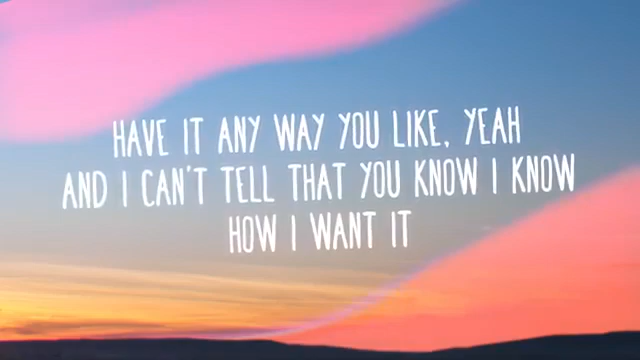 HAVE IT ANY WAY YOU LIKE, YEAH
AND I CAN'T TELL THAT YOU KNOW I KNOW
HOW I WANT IT